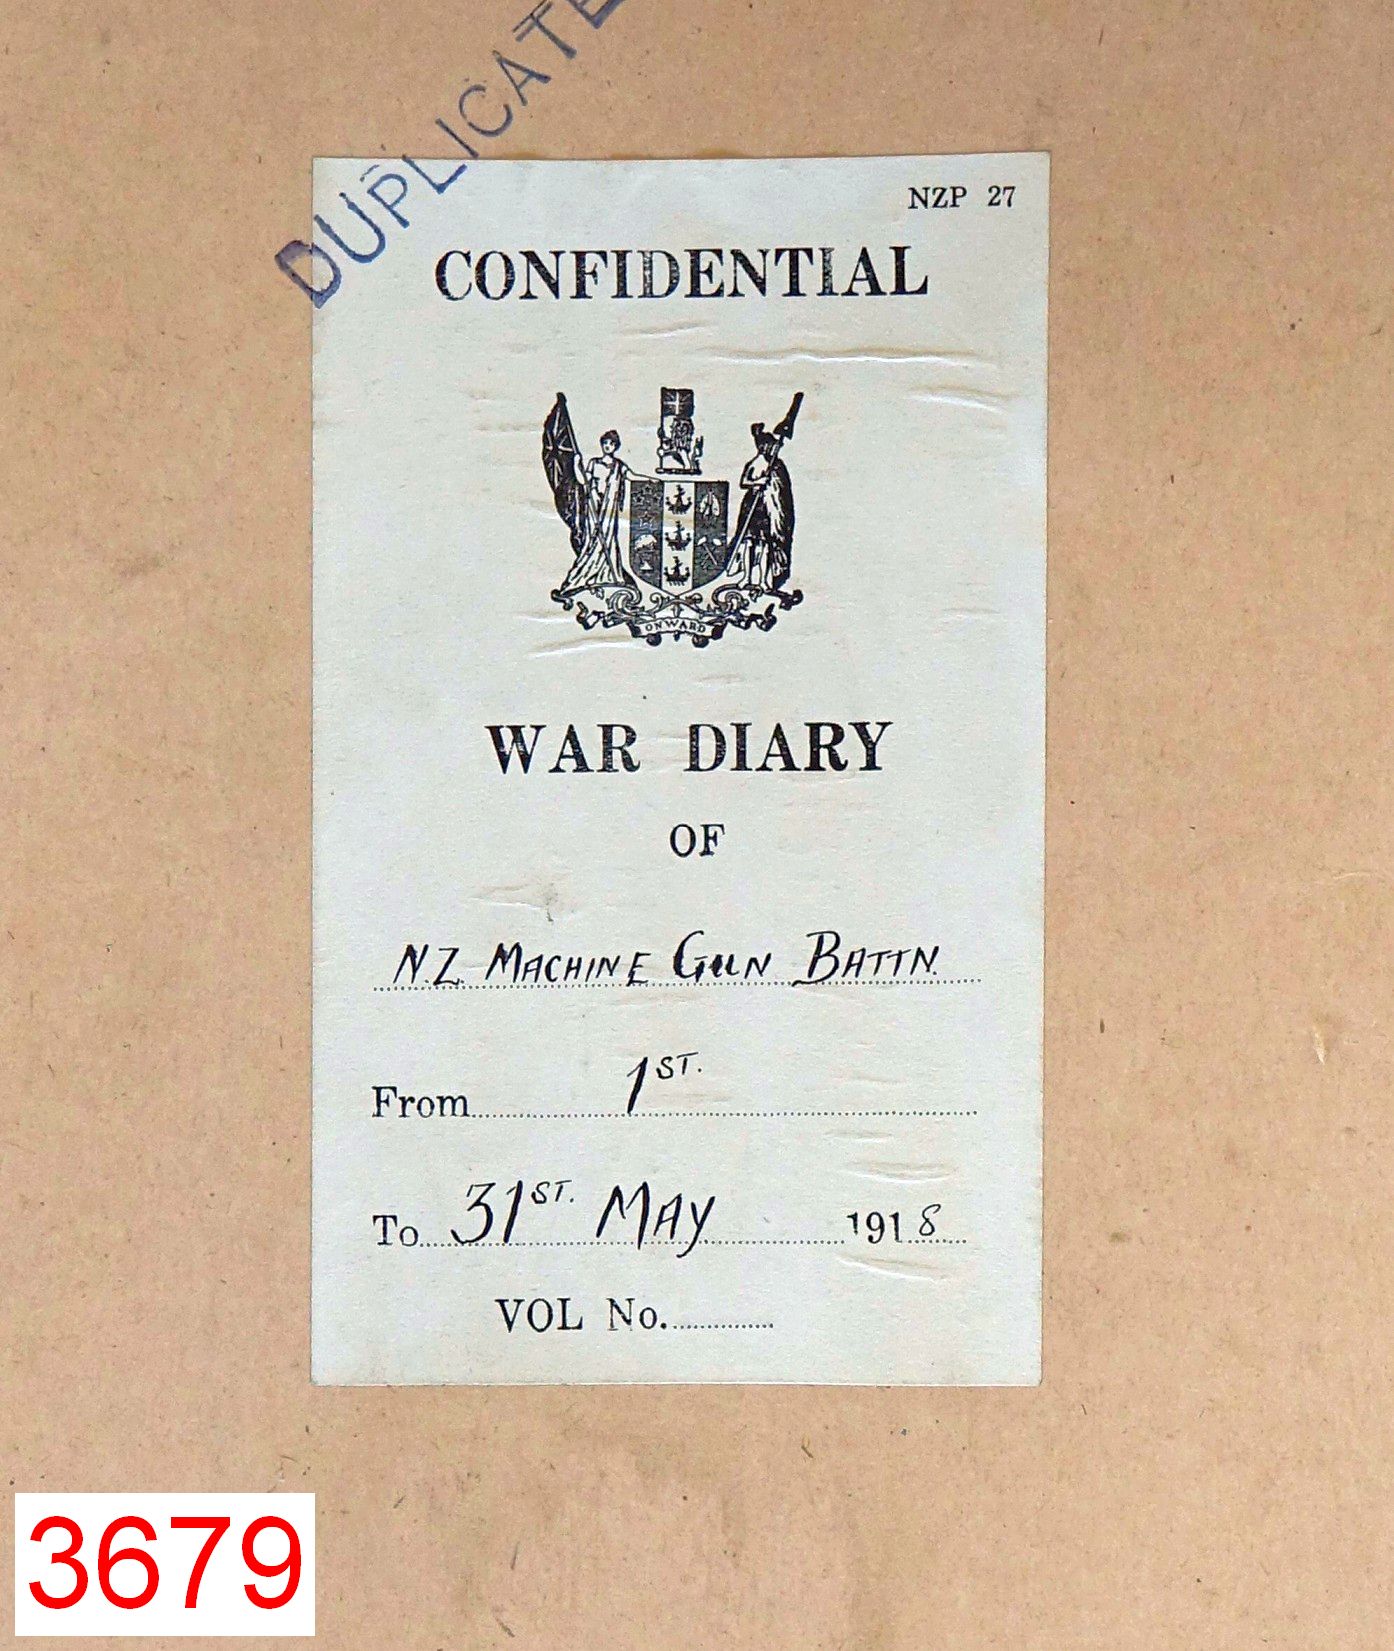 DUPLICATE
NZP 27
CONFIDENTIAL
ONWARD
WAR DIARY
OF
N.Z. MACHINE GUN BATTN.
From 1ST.
To 31ST. MAY 1918
VOL No.
3679